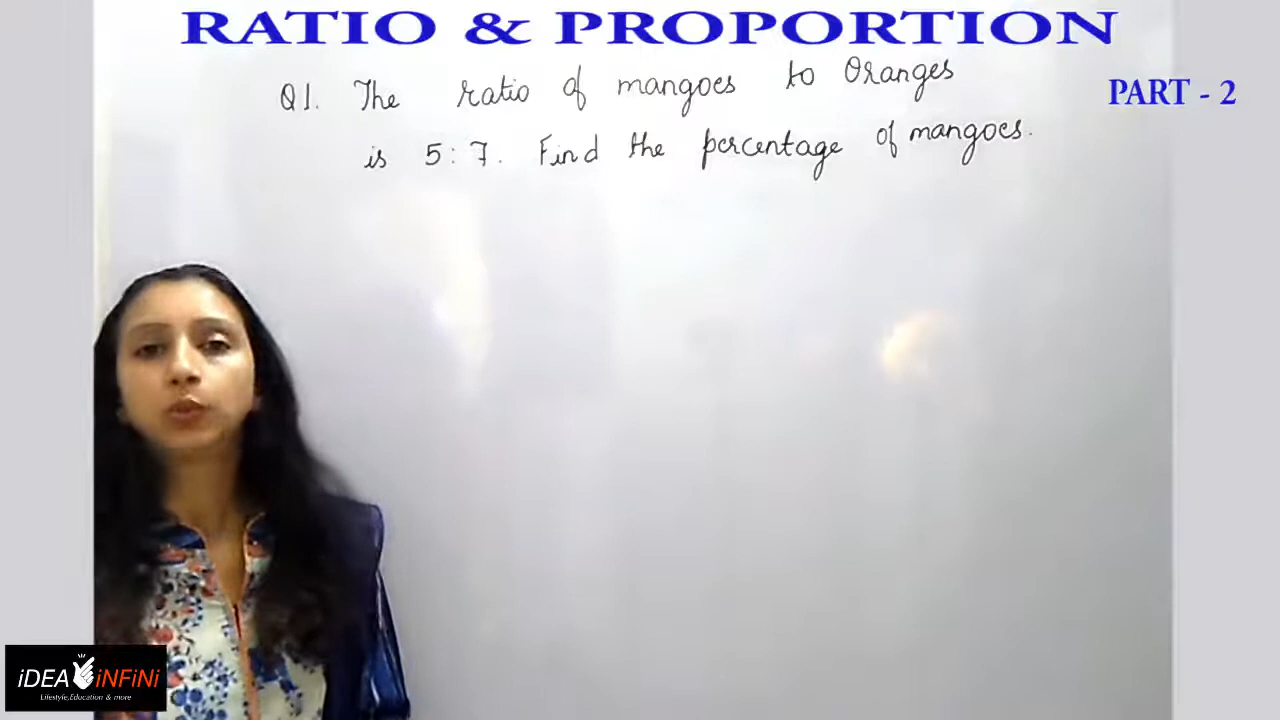 RATIO & PROPORTION
PART - 2
Q1. The ratio of mangoes to Oranges
is 5:7. Find the percentage of mangoes.
iDEA iNFiNi
Lifestyle,Education & more